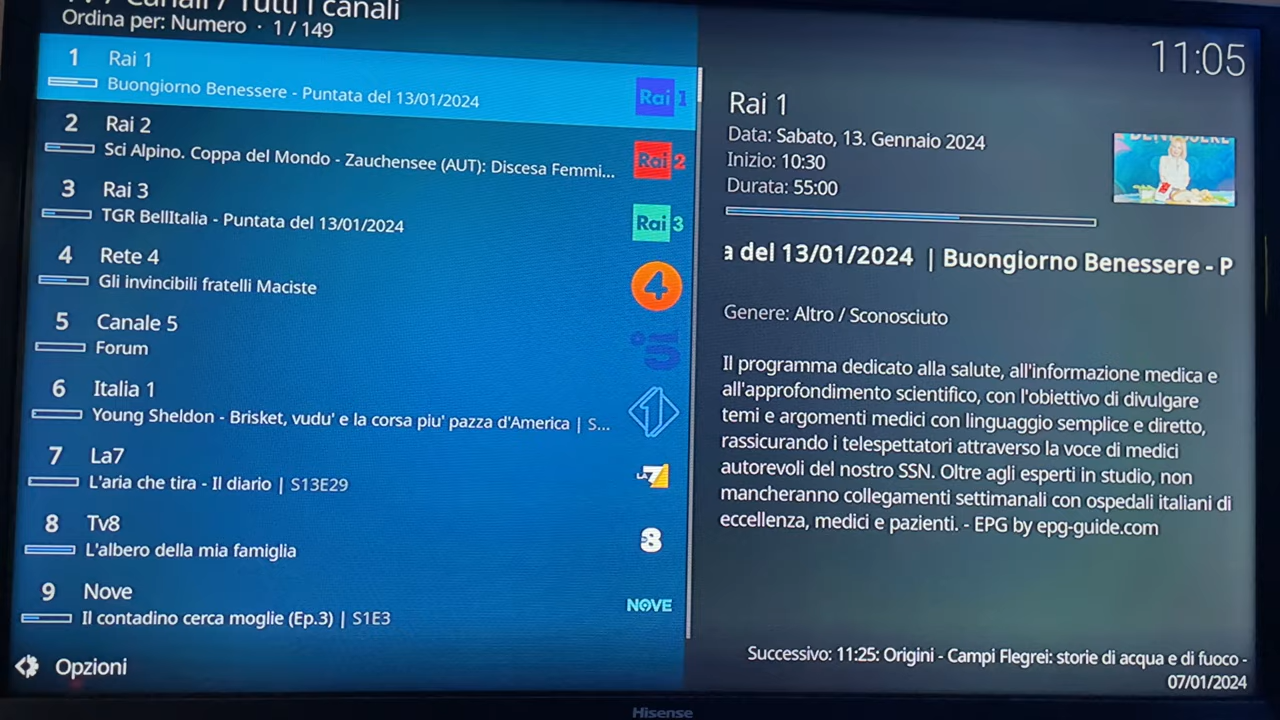 TV / Canali / Tutti i canali
Ordina per: Numero · 1 / 149
11:05
1 Rai 1
Buongiorno Benessere - Puntata del 13/01/2024
Rai 1
2 Rai 2
Sci Alpino. Coppa del Mondo - Zauchensee (AUT): Discesa Femmi...
Rai 2
3 Rai 3
TGR BellItalia - Puntata del 13/01/2024
Rai 3
4 Rete 4
Gli invincibili fratelli Maciste
4
5 Canale 5
Forum
5
6 Italia 1
Young Sheldon - Brisket, vudu' e la corsa piu' pazza d'America | S...
1
7 La7
L'aria che tira - Il diario | S13E29
7
8 Tv8
L'albero della mia famiglia
8
9 Nove
Il contadino cerca moglie (Ep.3) | S1E3
NOVE
Opzioni
Rai 1
Data: Sabato, 13. Gennaio 2024
Inizio: 10:30
Durata: 55:00
BENESSERE
a del 13/01/2024 | Buongiorno Benessere - P
Genere: Altro / Sconosciuto
Il programma dedicato alla salute, all'informazione medica e
all'approfondimento scientifico, con l'obiettivo di divulgare
temi e argomenti medici con linguaggio semplice e diretto,
rassicurando i telespettatori attraverso la voce di medici
autorevoli del nostro SSN. Oltre agli esperti in studio, non
mancheranno collegamenti settimanali con ospedali italiani di
eccellenza, medici e pazienti. - EPG by epg-guide.com
Successivo: 11:25: Origini - Campi Flegrei: storie di acqua e di fuoco -
07/01/2024
Hisense